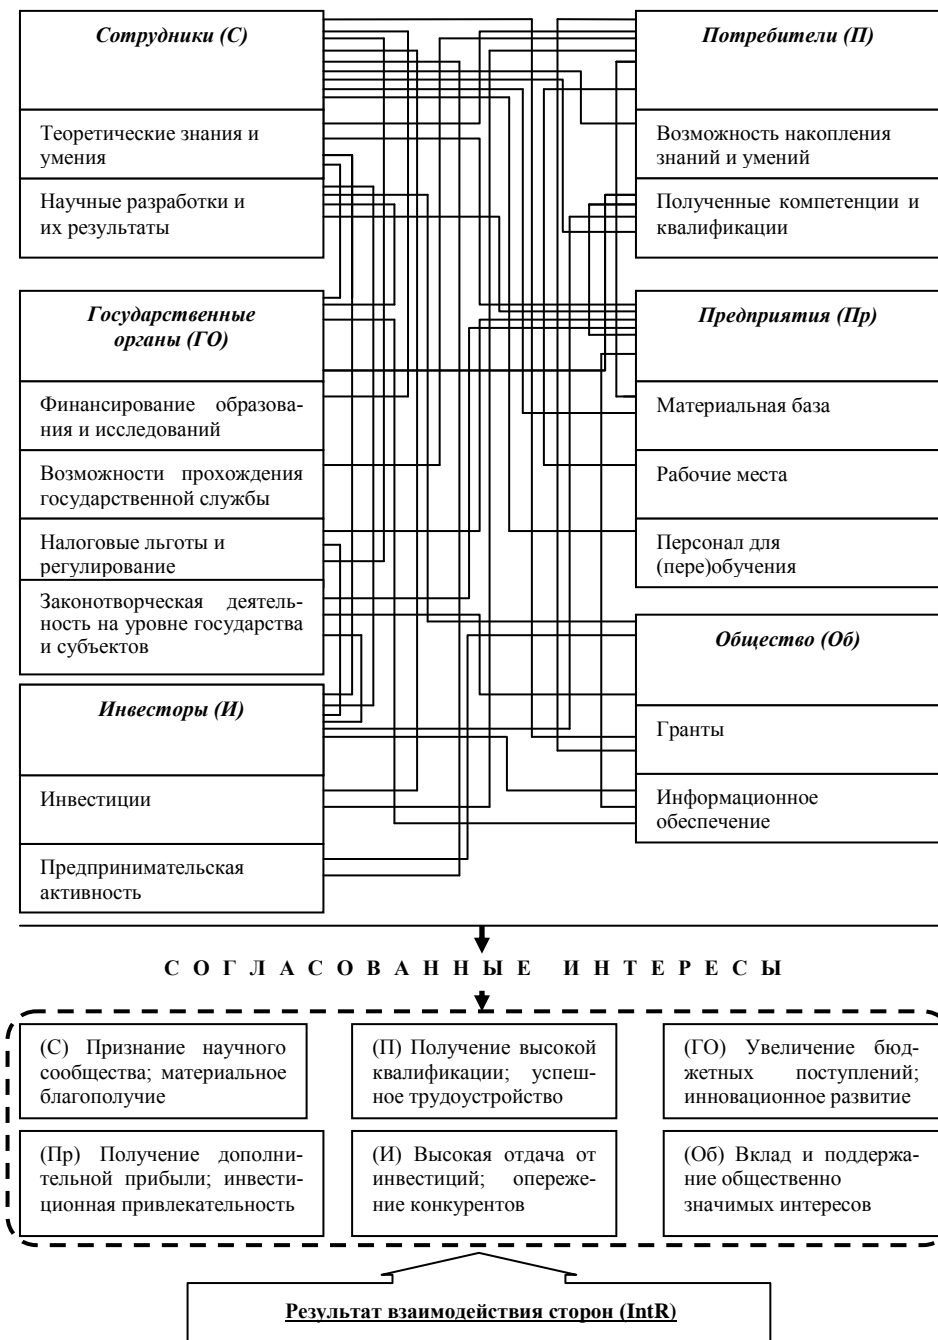 Сотрудники (С)
Теоретические знания и
умения
Научные разработки и
их результаты
Государственные
органы (ГО)
Финансирование образова-
ния и исследований
Возможности прохождения
государственной службы
Налоговые льготы и
регулирование
Законотворческая деятель-
ность на уровне государства
и субъектов
Инвесторы (И)
Инвестиции
Предпринимательская
активность
Потребители (П)
Возможность накопления
знаний и умений
Полученные компетенции и
квалификации
Предприятия (Пр)
Материальная база
Рабочие места
Персонал для
(пере)обучения
Общество (Об)
Гранты
Информационное
обеспечение
С О Г Л А С О В А Н Н Ы Е И Н Т Е Р Е С Ы
(С) Признание научного
сообщества; материальное
благополучие
(П) Получение высокой
квалификации; успеш-
ное трудоустройство
(ГО) Увеличение бюд-
жетных поступлений;
инновационное развитие
(Пр) Получение дополни-
тельной прибыли; инвести-
ционная привлекательность
(И) Высокая отдача от
инвестиций; опереже-
ние конкурентов
(Об) Вклад и поддержа-
ние общественно
значимых интересов
Результат взаимодействия сторон (IntR)